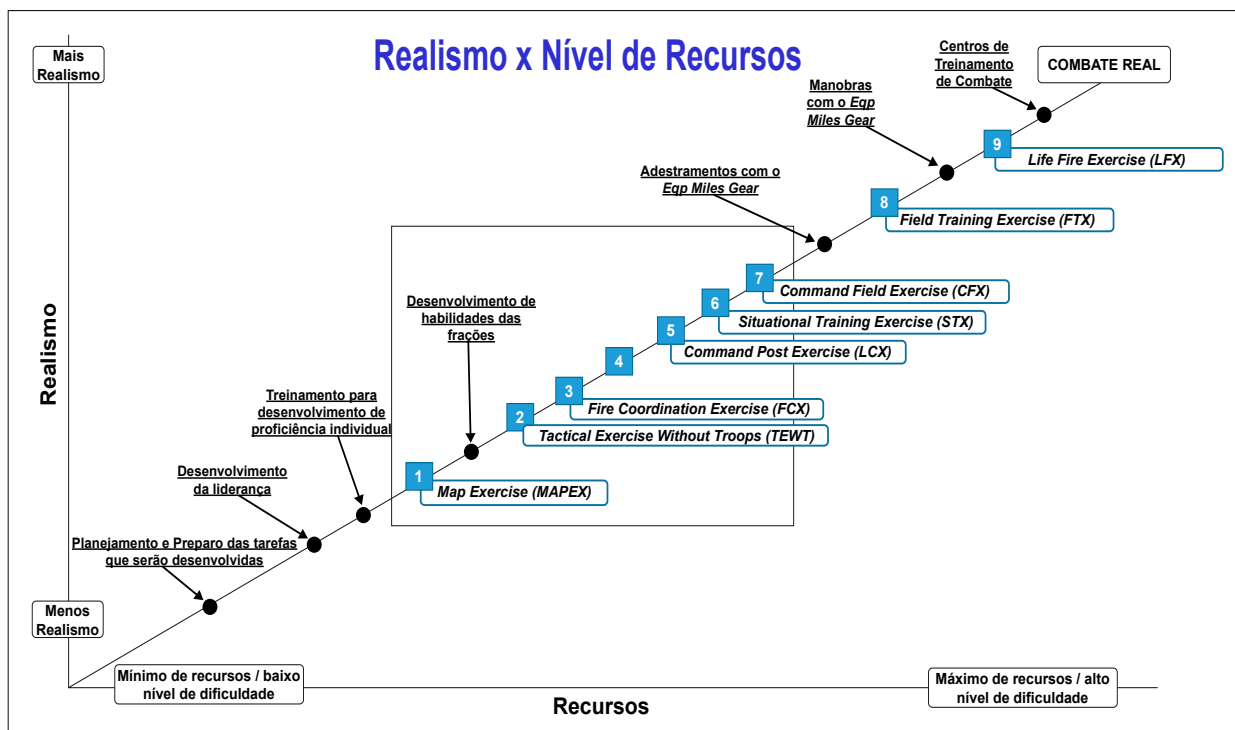 Realismo x Nível de Recursos
Mais
Realismo
Centros de
Treinamento
de Combate
COMBATE REAL
Manobras
com o Eqp
Miles Gear
9
Life Fire Exercise (LFX)
Adestramentos com o
Eqp Miles Gear
8
Field Training Exercise (FTX)
7
Command Field Exercise (CFX)
6
Situational Training Exercise (STX)
5
Command Post Exercise (LCX)
Desenvolvimento de
habilidades das
frações
4
3
Fire Coordination Exercise (FCX)
2
Tactical Exercise Without Troops (TEWT)
Treinamento para
desenvolvimento de
proficiência individual
1
Map Exercise (MAPEX)
Desenvolvimento
da liderança
Planejamento e Preparo das tarefas
que serão desenvolvidas
Realismo
Menos
Realismo
Mínimo de recursos / baixo
nível de dificuldade
Recursos
Máximo de recursos / alto
nível de dificuldade